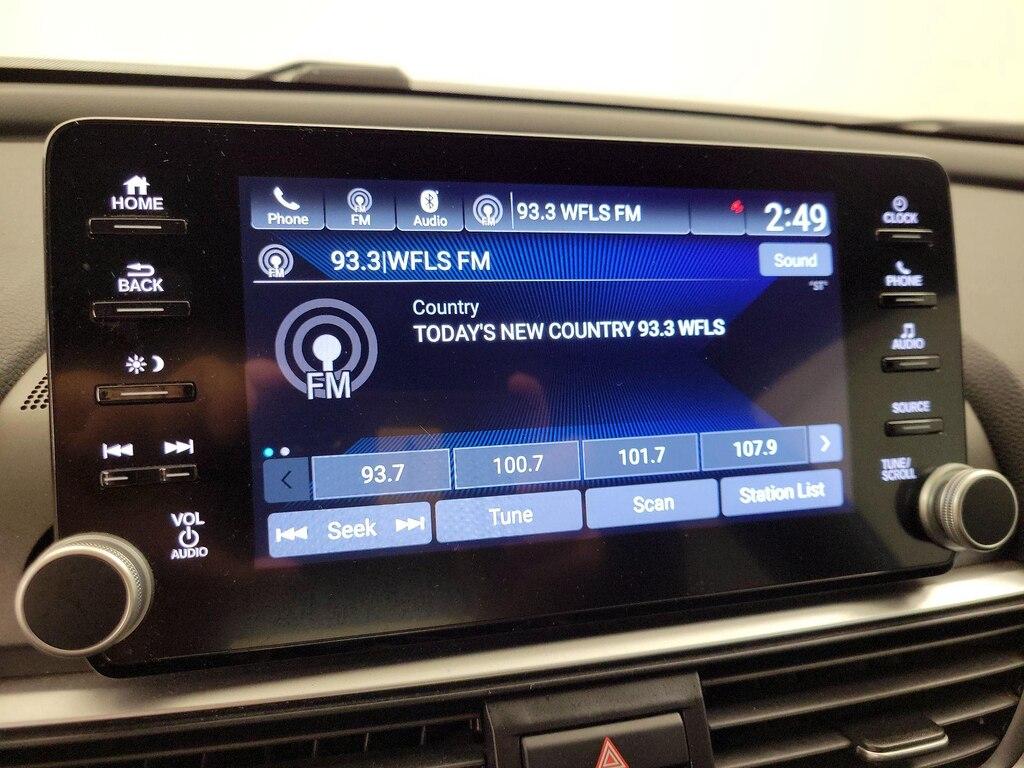 HOME
BACK
VOL
AUDIO
Phone
FM
Audio
93.3 WFLS FM
2:49
FM
93.3|WFLS FM
Sound
"ST"
FM
Country
TODAY'S NEW COUNTRY 93.3 WFLS
93.7
100.7
101.7
107.9
Seek
Tune
Scan
Station List
CLOCK
PHONE
AUDIO
SOURCE
TUNE/
SCROLL